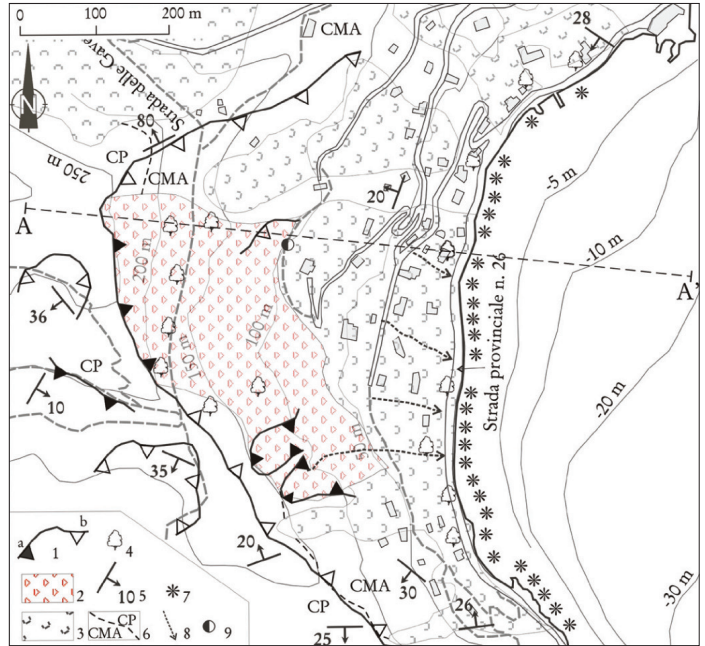 0 100 200 m
N
Strada delle Gave
CMA
28
80
CP
CMA
250 m
20
-5 m
-10 m
A
A'
200 m
100 m
150 m
36
CP
10
Strada provinciale n. 26
-20 m
50 m
35
20
CMA
30
CP
25
26
-30 m
a b
1
4
2
10 5
7
3
CP
CMA
6
8
9